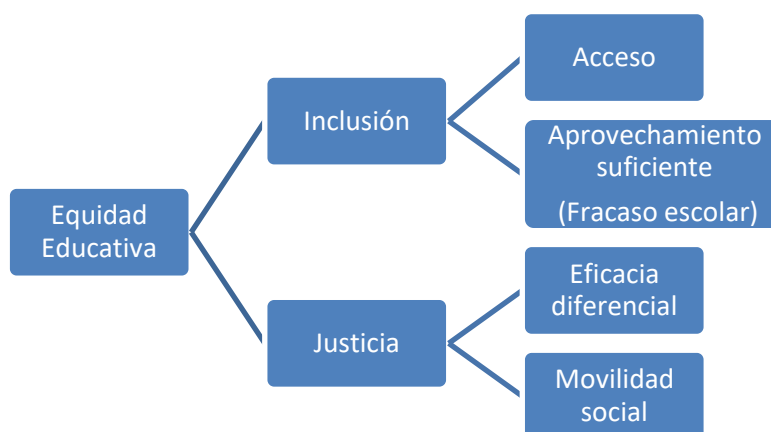 Equidad
Educativa
Inclusión
Acceso
Aprovechamiento
suficiente
(Fracaso escolar)
Justicia
Eficacia
diferencial
Movilidad
social